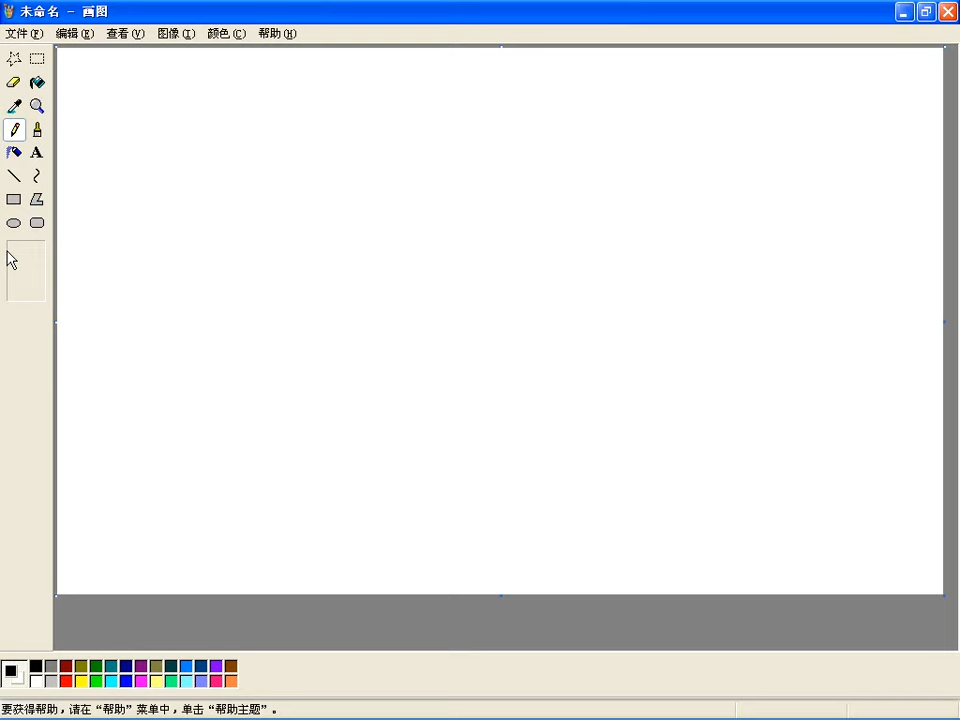 未命名 - 画图
文件(F) 编辑(E) 查看(V) 图像(I) 颜色(C) 帮助(H)
A
要获得帮助，请在“帮助”菜单中，单击“帮助主题”。